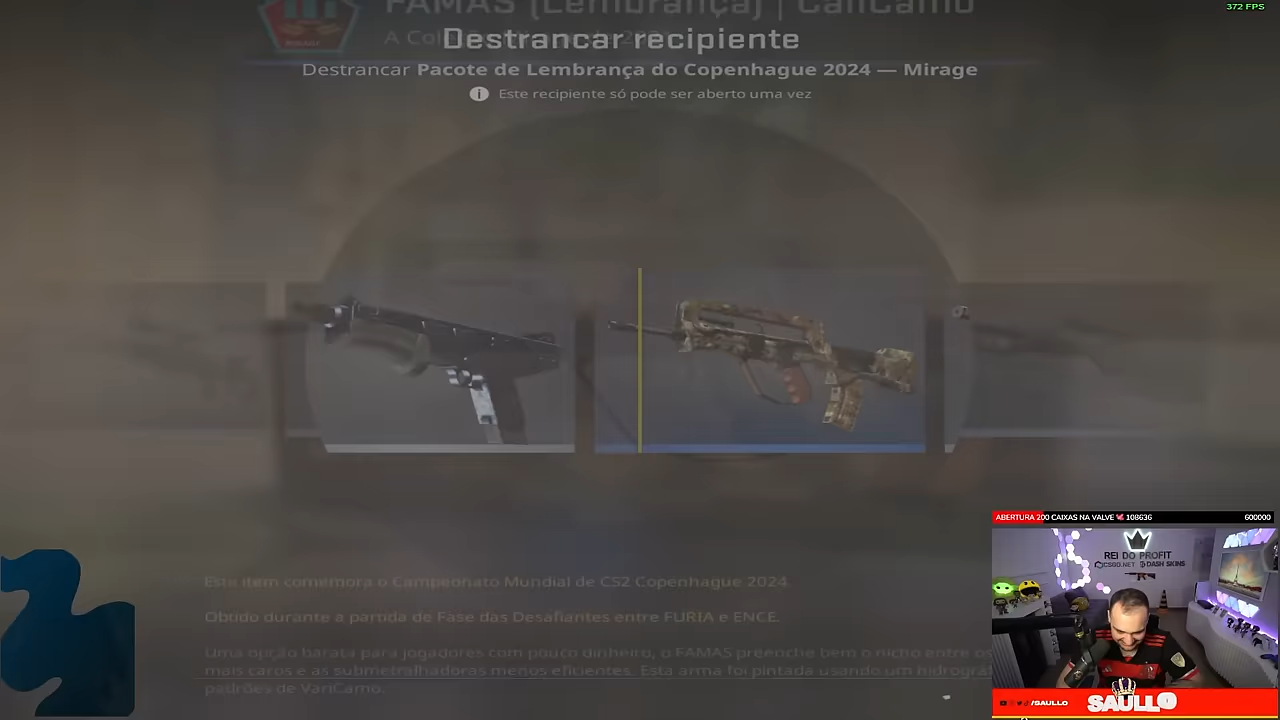 372 FPS
FAMAS (Lembrança) | CaliCamo
Destrancar recipiente
Destrancar Pacote de Lembrança do Copenhague 2024 — Mirage
Este recipiente só pode ser aberto uma vez
ABERTURA 200 CAIXAS NA VALVE 108636 600000
REI DO PROFIT
CSGO.NET DASH SKINS
Este item comemora o Campeonato Mundial de CS2 Copenhague 2024.
Obtido durante a partida de Fase das Desafiantes entre FURIA e ENCE.
Uma opção barata para jogadores com pouco dinheiro, o FAMAS preenche bem o nicho entre os
mais caros e as submetralhadoras menos efiuentes. Esta arma foi pintada usando um hidrográ
padrões de VariCamo.
/SAULLO
SAULLO